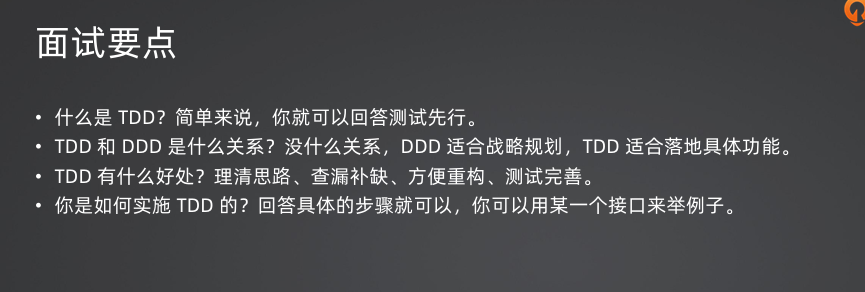 面试要点
• 什么是 TDD？简单来说，你就可以回答测试先行。
• TDD 和 DDD 是什么关系？没什么关系，DDD 适合战略规划，TDD 适合落地具体功能。
• TDD 有什么好处？理清思路、查漏补缺、方便重构、测试完善。
• 你是如何实施 TDD 的？回答具体的步骤就可以，你可以用某一个接口来举例子。